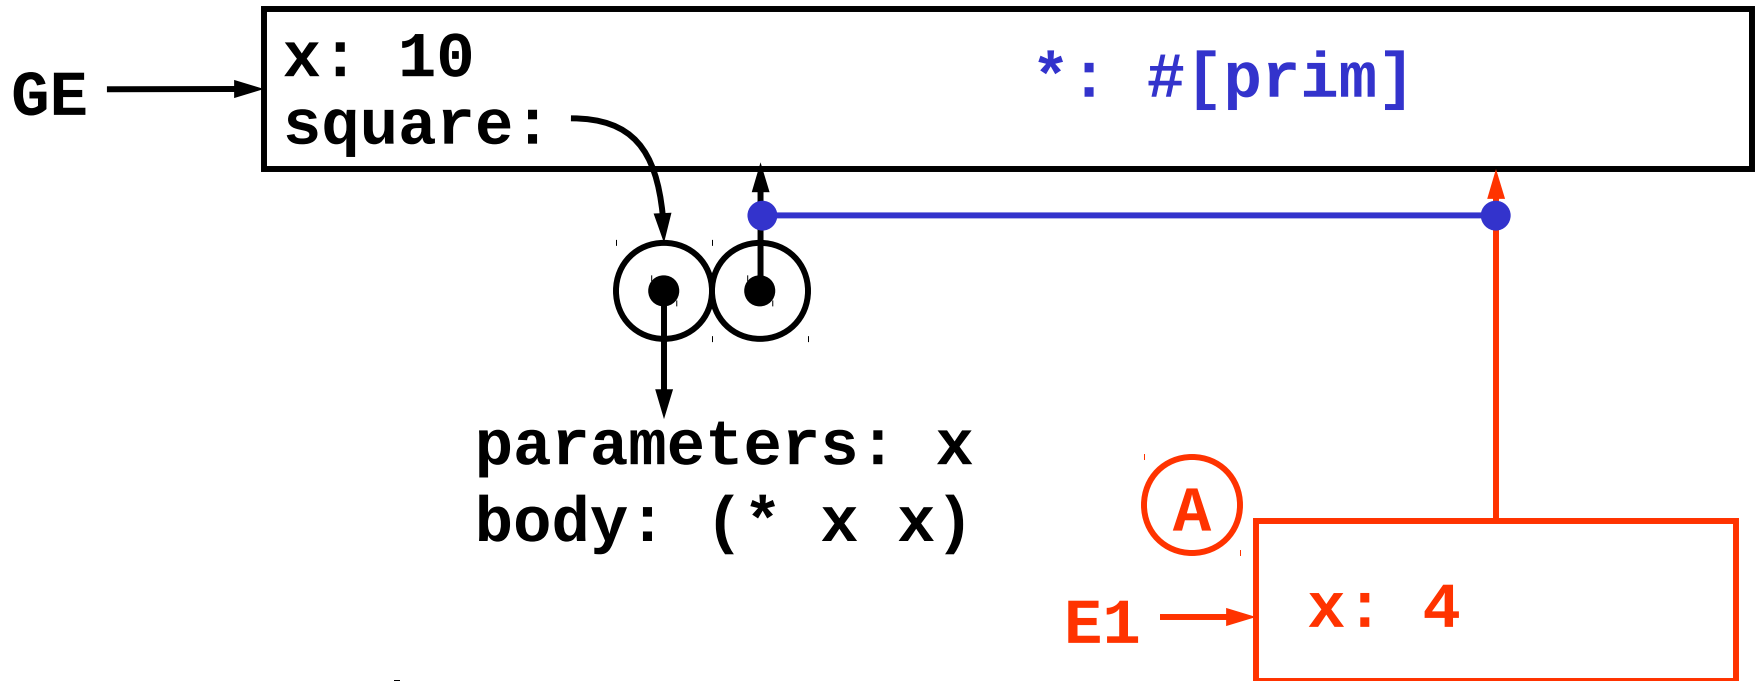 GE
x: 10
square:
*: #[prim]
parameters: x
body: (* x x)
A
E1
x: 4